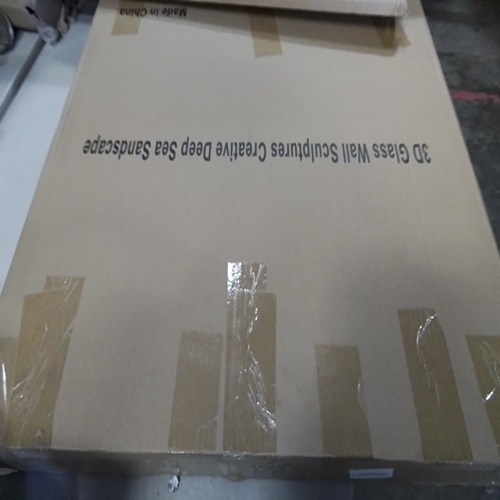 3D Glass Wall Sculptures Creative Deep Sea Sandscape
Made in China